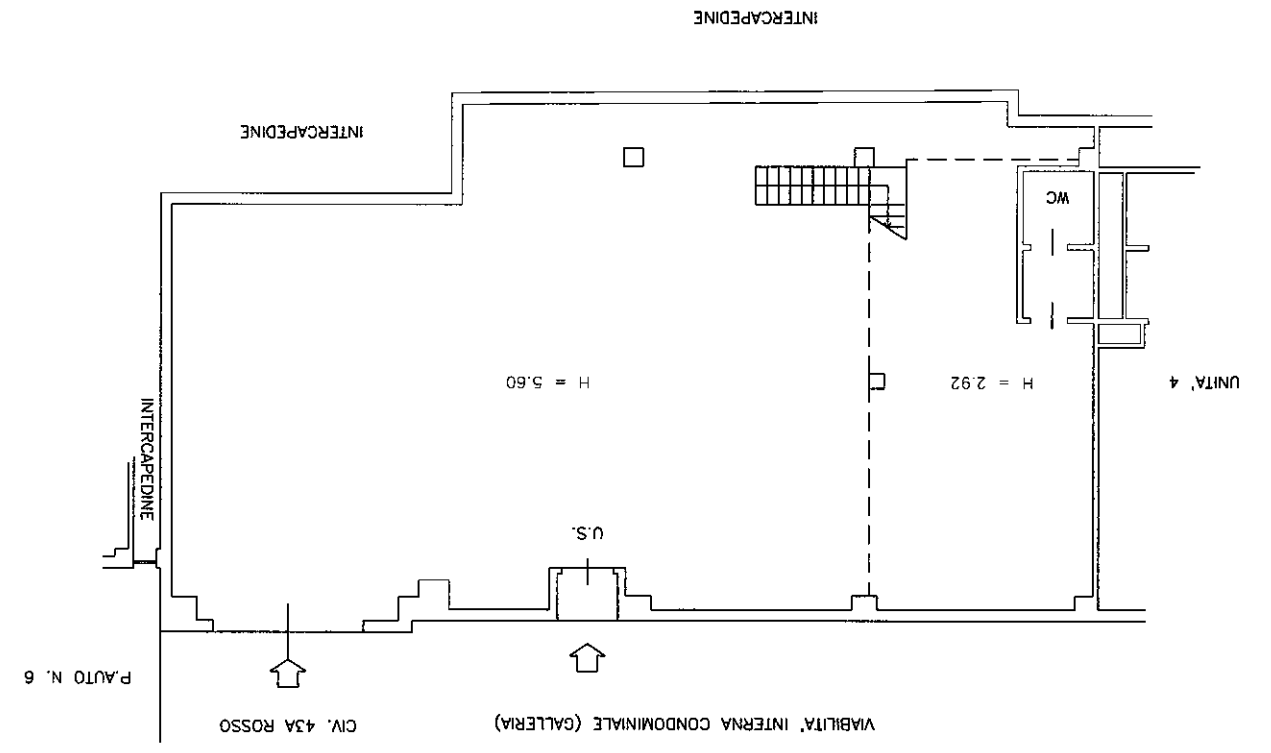 VIABILITA' INTERNA CONDOMINIALE (GALLERIA)
CIV. 43A ROSSO
P.AUTO N. 6
U.S.
INTERCAPEDINE
UNITA' 4
H = 2.92
H = 5.60
WC
INTERCAPEDINE
INTERCAPEDINE